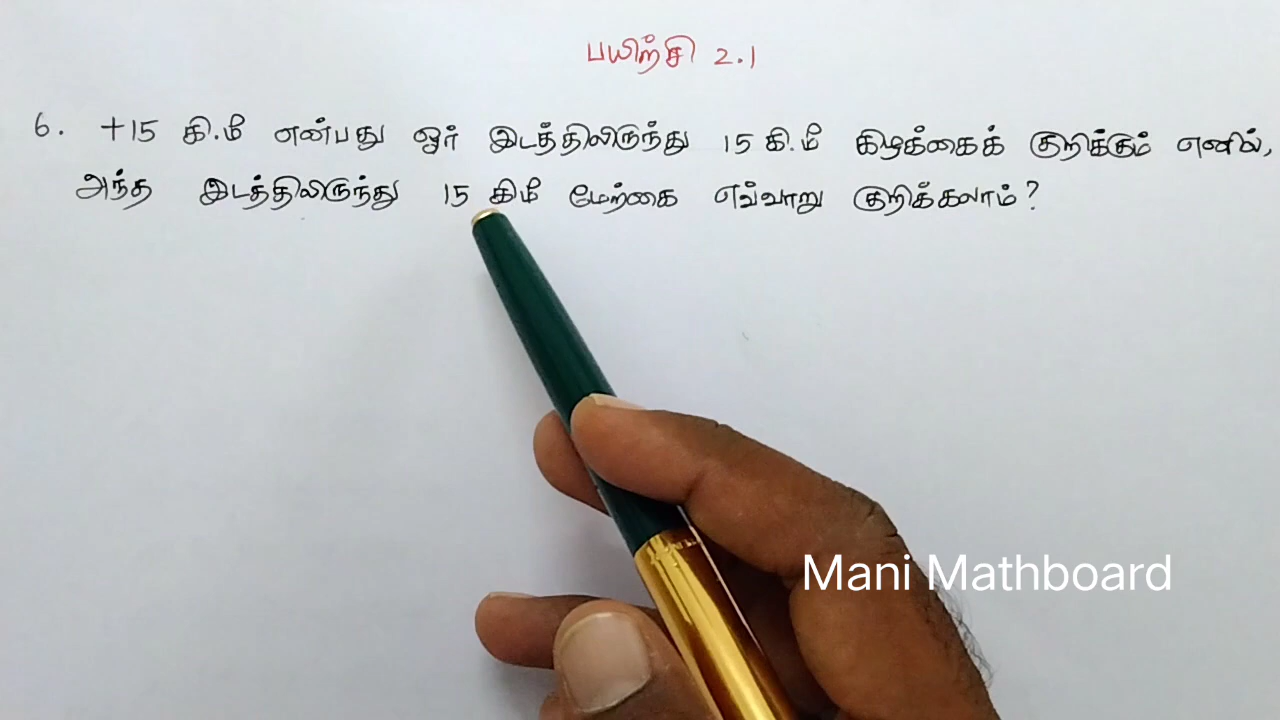 பயிற்சி 2.1
6. +15 கி.மீ என்பது ஓர் இடத்திலிருந்து 15 கி.மீ கிழக்கைக் குறிக்கும் எனில்,
அந்த இடத்திலிருந்து 15 கிமீ மேற்கை எவ்வாறு குறிக்கலாம்?
Mani Mathboard